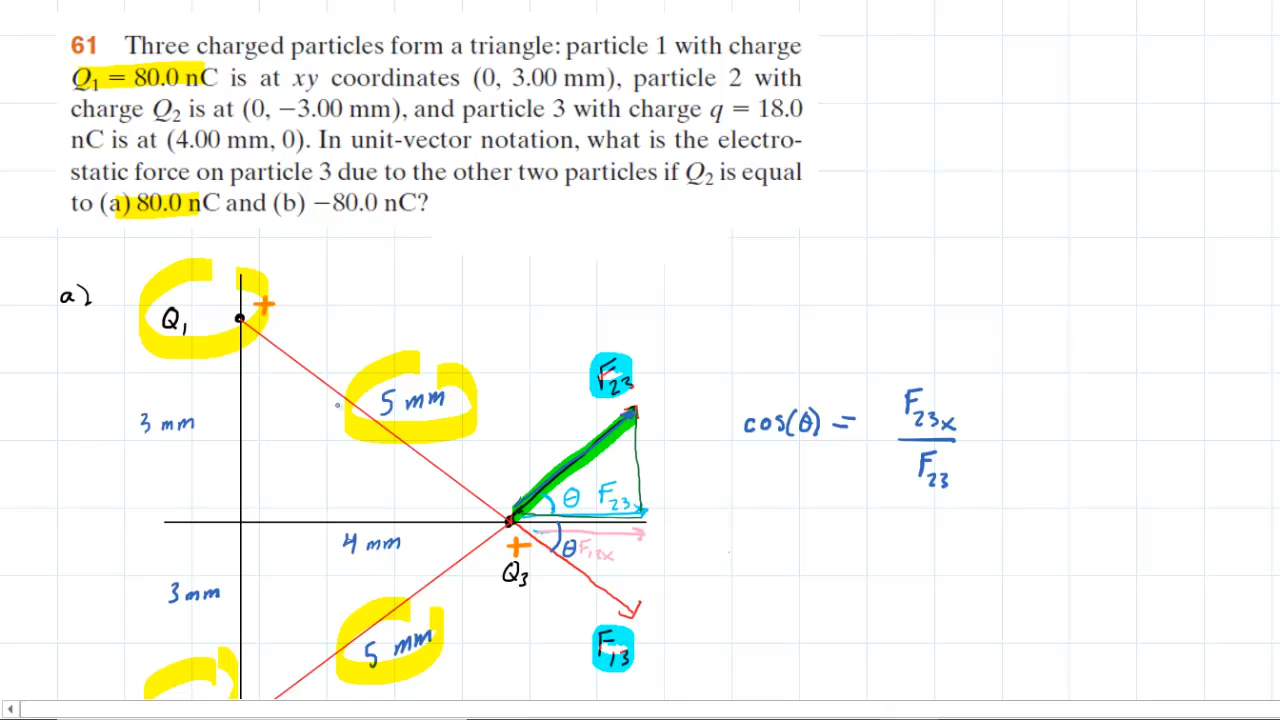 61 Three charged particles form a triangle: particle 1 with charge
Q₁ = 80.0 nC is at xy coordinates (0, 3.00 mm), particle 2 with
charge Q₂ is at (0, −3.00 mm), and particle 3 with charge q = 18.0
nC is at (4.00 mm, 0). In unit-vector notation, what is the electro-
static force on particle 3 due to the other two particles if Q₂ is equal
to (a) 80.0 nC and (b) −80.0 nC?
a)
Q₁ +
F₂₃
5 mm
3 mm
cos(θ) = F₂₃ₓ / F₂₃
θ F₂₃ₓ
4 mm
+
θ F₁₃ₓ
Q₃
3 mm
5 mm
F₁₃